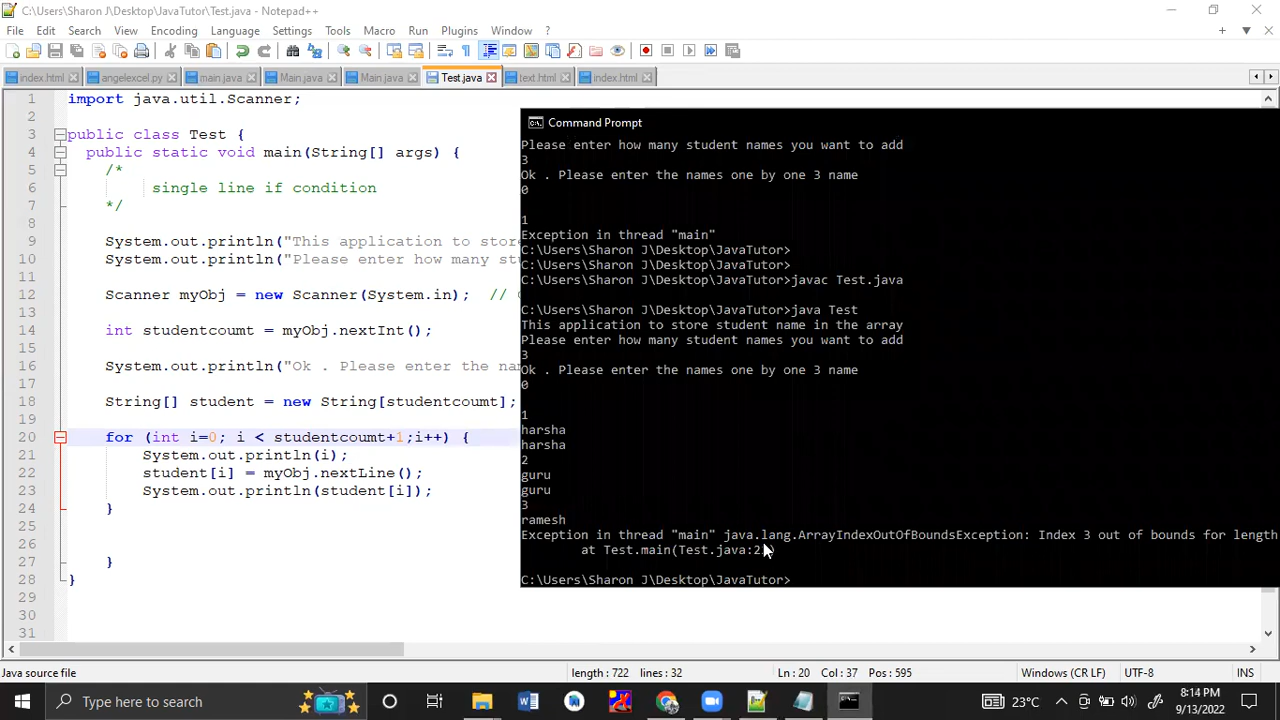 C:\Users\Sharon J\Desktop\JavaTutor\Test.java - Notepad++
File Edit Search View Encoding Language Settings Tools Macro Run Plugins Window ?
index.html angelexcel.py main.java Main.java Main.java Test.java text.html index.html
1 import java.util.Scanner;
2
3 public class Test {
4 public static void main(String[] args) {
5 /*
6 single line if condition
7 */
8
9 System.out.println("This application to stor
10 System.out.println("Please enter how many st
11
12 Scanner myObj = new Scanner(System.in); //
13
14 int studentcoumt = myObj.nextInt();
15
16 System.out.println("Ok . Please enter the na
17
18 String[] student = new String[studentcoumt];
19
20 for (int i=0; i < studentcoumt+1;i++) {
21 System.out.println(i);
22 student[i] = myObj.nextLine();
23 System.out.println(student[i]);
24 }
25
26
27 }
28 }
29
30
31
Command Prompt
Please enter how many student names you want to add
3
Ok . Please enter the names one by one 3 name
0
1
Exception in thread "main"
C:\Users\Sharon J\Desktop\JavaTutor>
C:\Users\Sharon J\Desktop\JavaTutor>
C:\Users\Sharon J\Desktop\JavaTutor>javac Test.java
C:\Users\Sharon J\Desktop\JavaTutor>java Test
This application to store student name in the array
Please enter how many student names you want to add
3
Ok . Please enter the names one by one 3 name
0
1
harsha
harsha
2
guru
guru
3
ramesh
Exception in thread "main" java.lang.ArrayIndexOutOfBoundsException: Index 3 out of bounds for length
at Test.main(Test.java:2
C:\Users\Sharon J\Desktop\JavaTutor>
Java source file length : 722 lines : 32 Ln : 20 Col : 37 Pos : 595 Windows (CR LF) UTF-8 INS
Type here to search
23°C
8:14 PM
9/13/2022